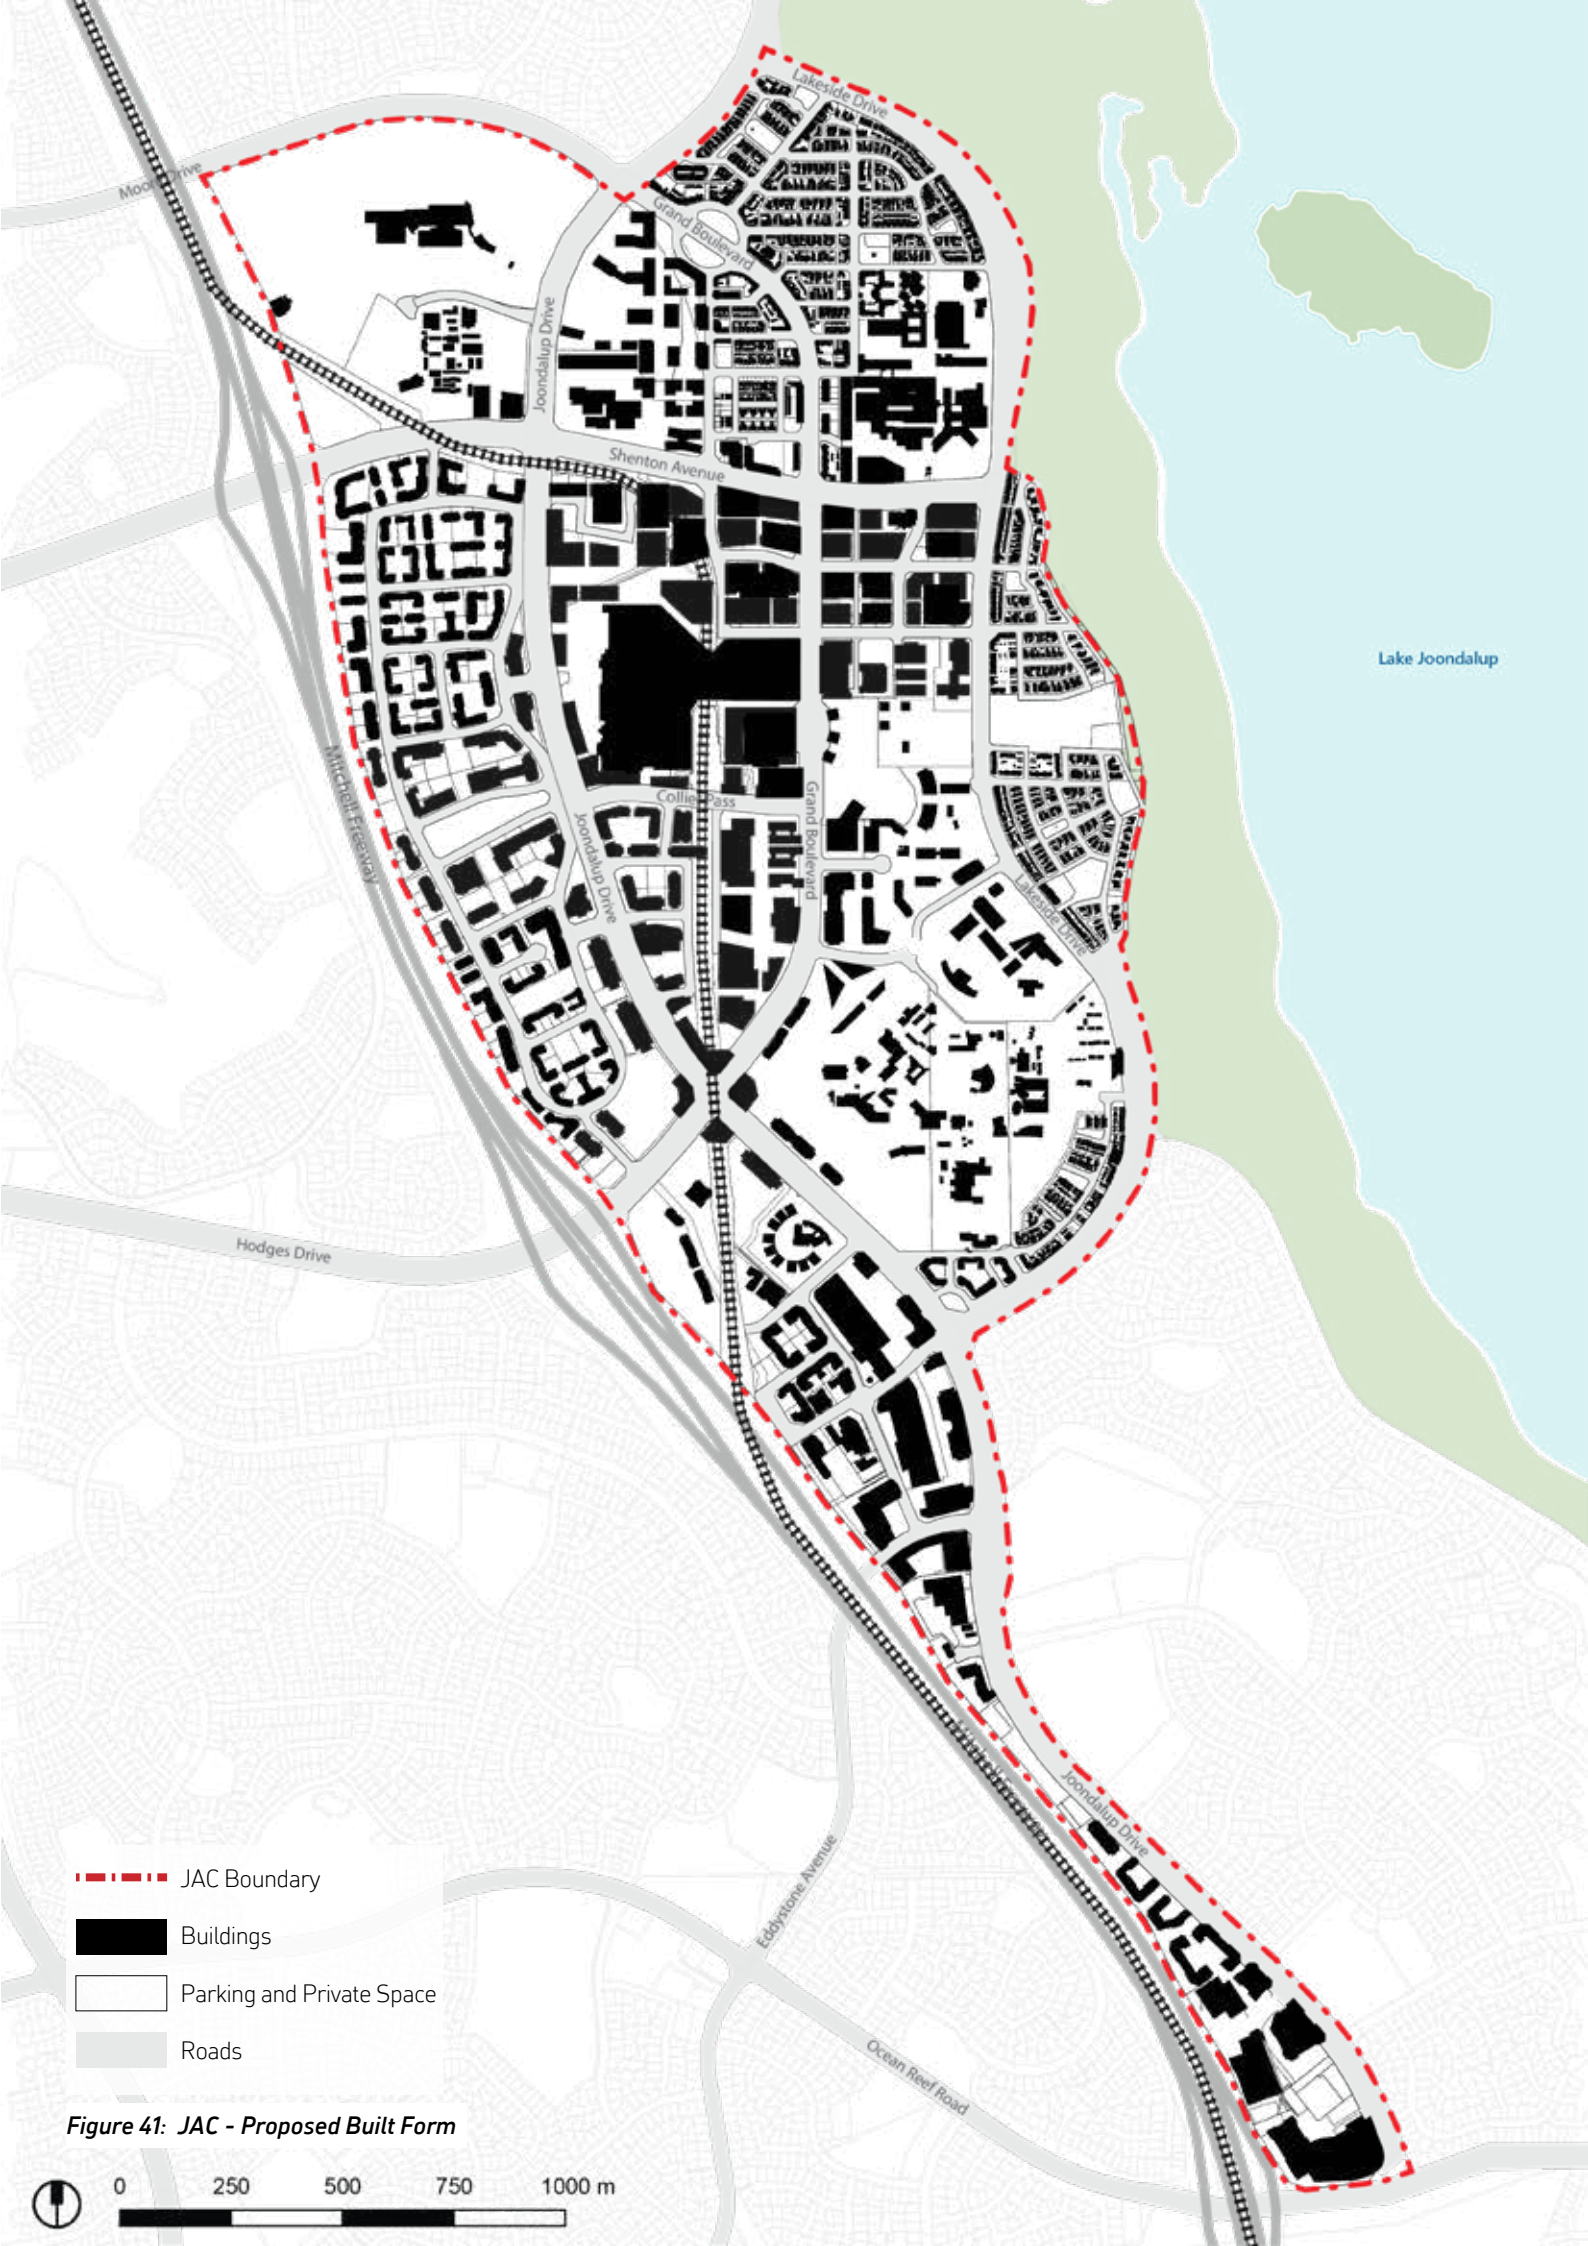 Lakeside Drive
Moore Drive
Grand Boulevard
Joondalup Drive
Shenton Avenue
Lake Joondalup
Mitchell Freeway
Collier Pass
Grand Boulevard
Joondalup Drive
Lakeside Drive
Hodges Drive
Joondalup Drive
Eddystone Avenue
Ocean Reef Road
JAC Boundary
Buildings
Parking and Private Space
Roads
Figure 41: JAC - Proposed Built Form
0 250 500 750 1000 m